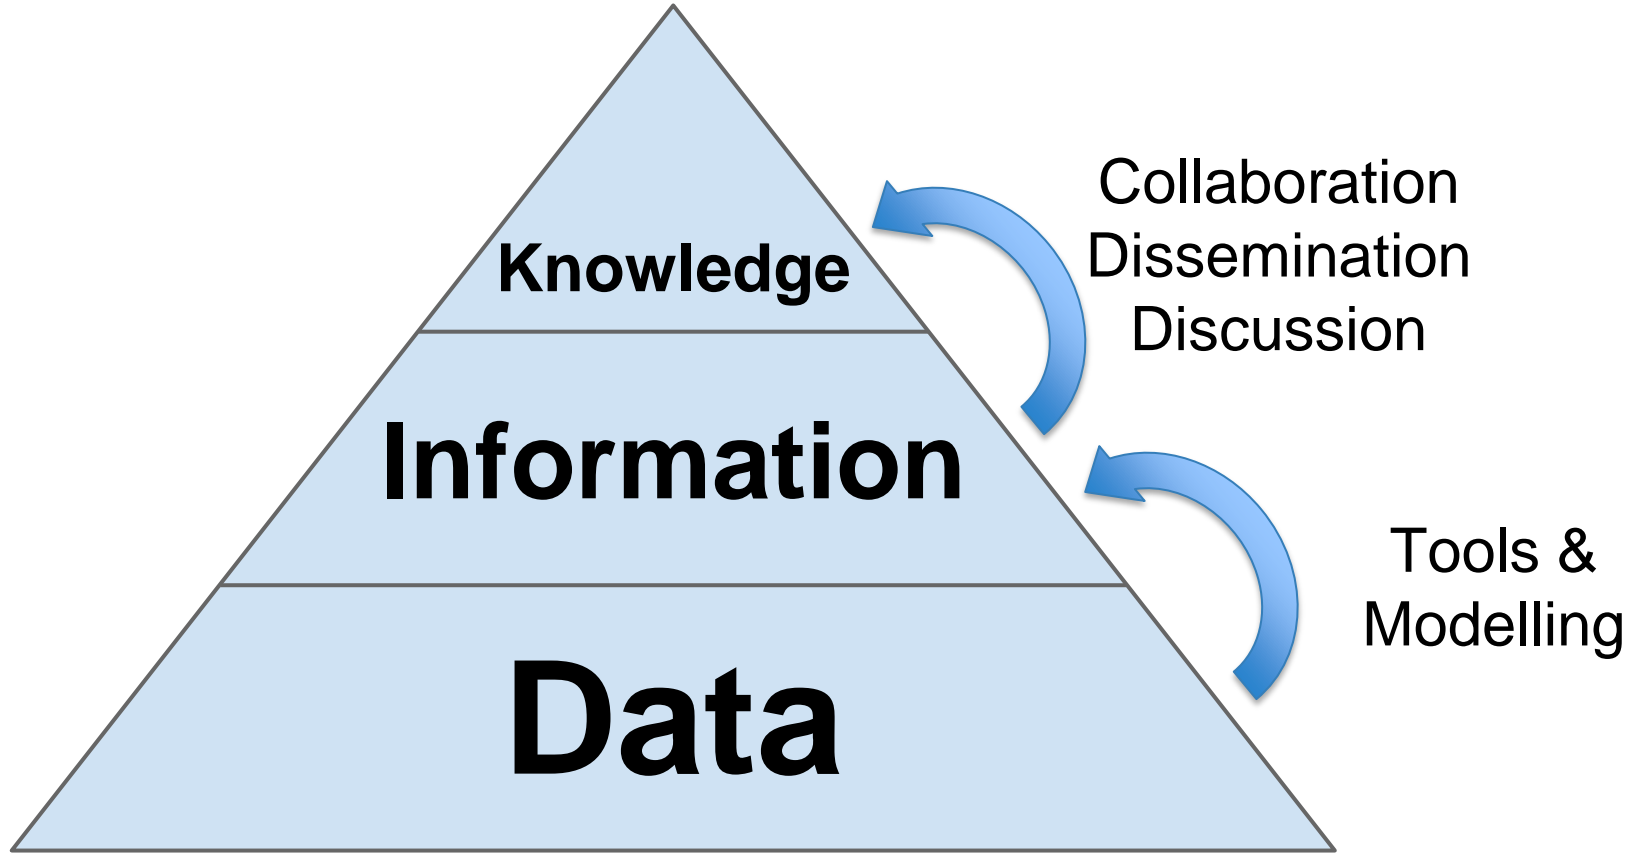 Collaboration
Dissemination
Discussion
Knowledge
Information
Tools &
Modelling
Data